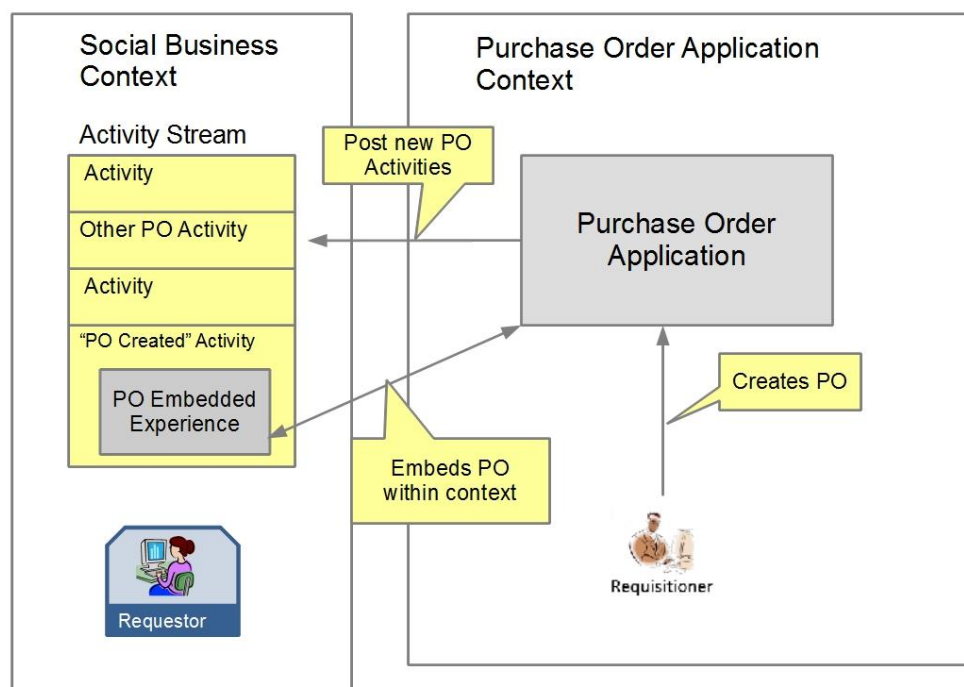 Social Business
Context
Activity Stream
Activity
Other PO Activity
Activity
“PO Created” Activity
PO Embedded
Experience
Requestor
Post new PO
Activities
Embeds PO
within context
Purchase Order Application
Context
Purchase Order
Application
Creates PO
Requisitioner